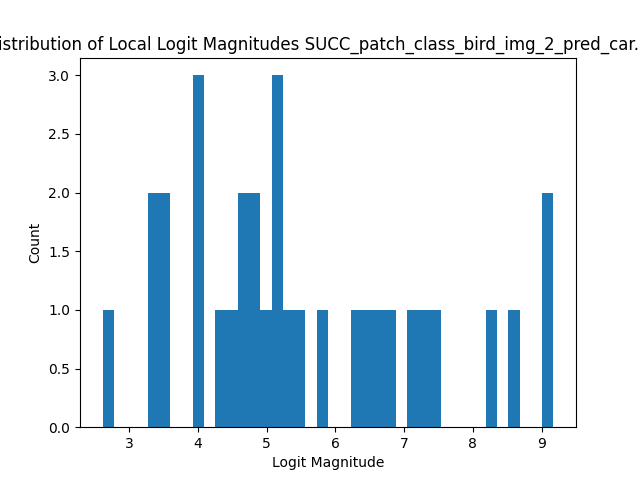 istribution of Local Logit Magnitudes SUCC_patch_class_bird_img_2_pred_car.
3.0
2.5
2.0
1.5
1.0
0.5
0.0
Count
3 4 5 6 7 8 9
Logit Magnitude